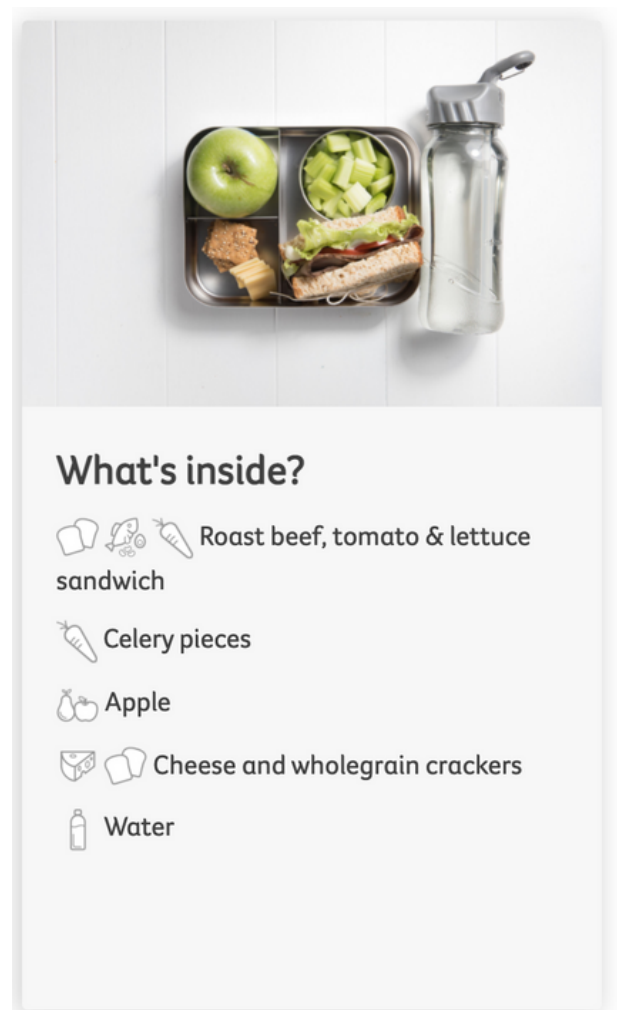 What's inside?
Roast beef, tomato & lettuce
sandwich
Celery pieces
Apple
Cheese and wholegrain crackers
Water